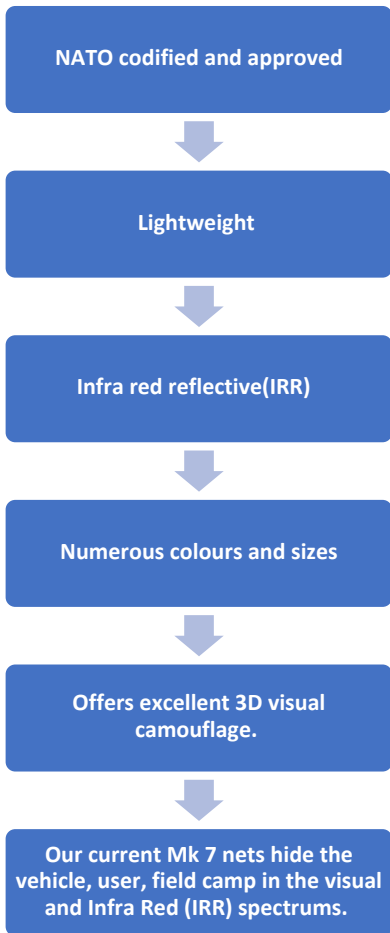 NATO codified and approved
Lightweight
Infra red reflective(IRR)
Numerous colours and sizes
Offers excellent 3D visual
camouflage.
Our current Mk 7 nets hide the
vehicle, user, field camp in the visual
and Infra Red (IRR) spectrums.